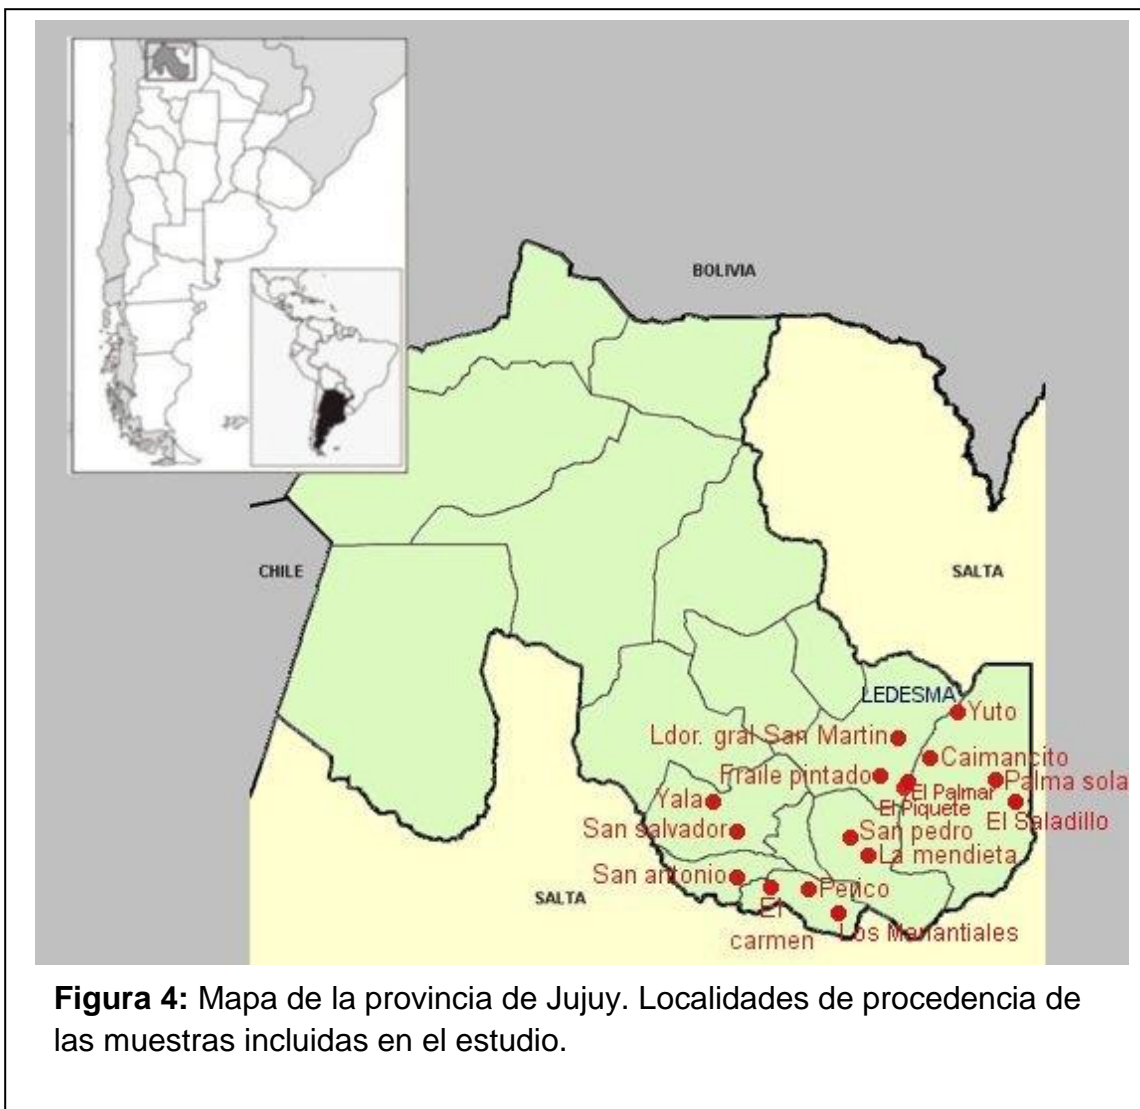 BOLIVIA
CHILE
SALTA
LEDESMA
Yuto
Ldor. gral San Martin
Caimancito
Fraile pintado
Palma sola
El Palmar
El Piquete
Yala
El Saladillo
San salvador
San pedro
La mendieta
San antonio
Perico
SALTA
El
carmen
Los Manantiales
Figura 4: Mapa de la provincia de Jujuy. Localidades de procedencia de
las muestras incluidas en el estudio.